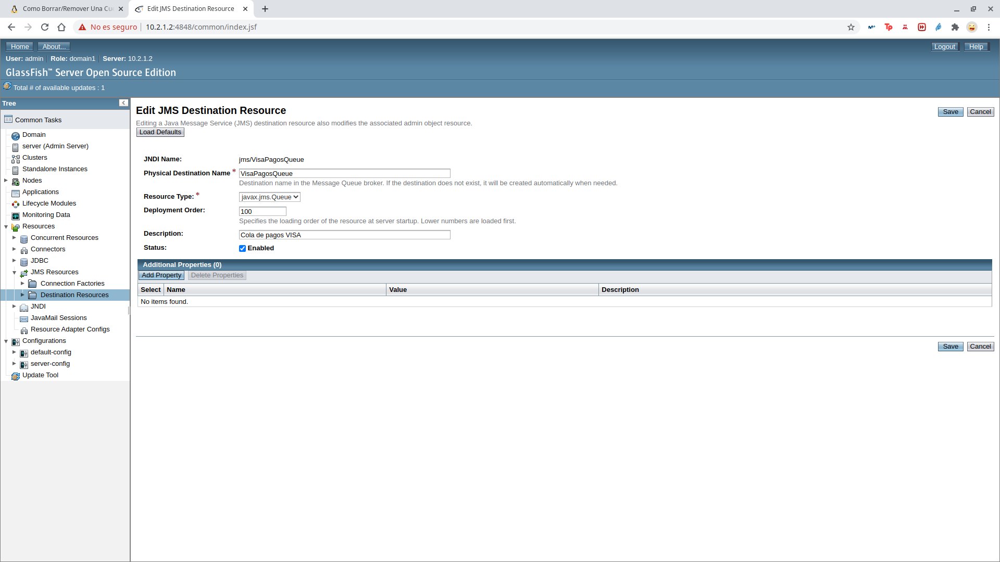 Como Borrar/Remover Una Cu
Edit JMS Destination Resource
No es seguro
10.2.1.2:4848/common/index.jsf
Home
About...
Logout
Help
User: admin
Role: domain1
Server: 10.2.1.2
GlassFish™ Server Open Source Edition
Total # of available updates : 1
Tree
Common Tasks
Domain
server (Admin Server)
Clusters
Standalone Instances
Nodes
Applications
Lifecycle Modules
Monitoring Data
Resources
Concurrent Resources
Connectors
JDBC
JMS Resources
Connection Factories
Destination Resources
JNDI
JavaMail Sessions
Resource Adapter Configs
Configurations
default-config
server-config
Update Tool
Edit JMS Destination Resource
Save
Cancel
Editing a Java Message Service (JMS) destination resource also modifies the associated admin object resource.
Load Defaults
JNDI Name: jms/VisaPagosQueue
Physical Destination Name * VisaPagosQueue
Destination name in the Message Queue broker. If the destination does not exist, it will be created automatically when needed.
Resource Type: * javax.jms.Queue
Deployment Order: 100
Specifies the loading order of the resource at server startup. Lower numbers are loaded first.
Description: Cola de pagos VISA
Status: Enabled
Additional Properties (0)
Add Property
Delete Properties
Select Name Value Description
No items found.
Save
Cancel